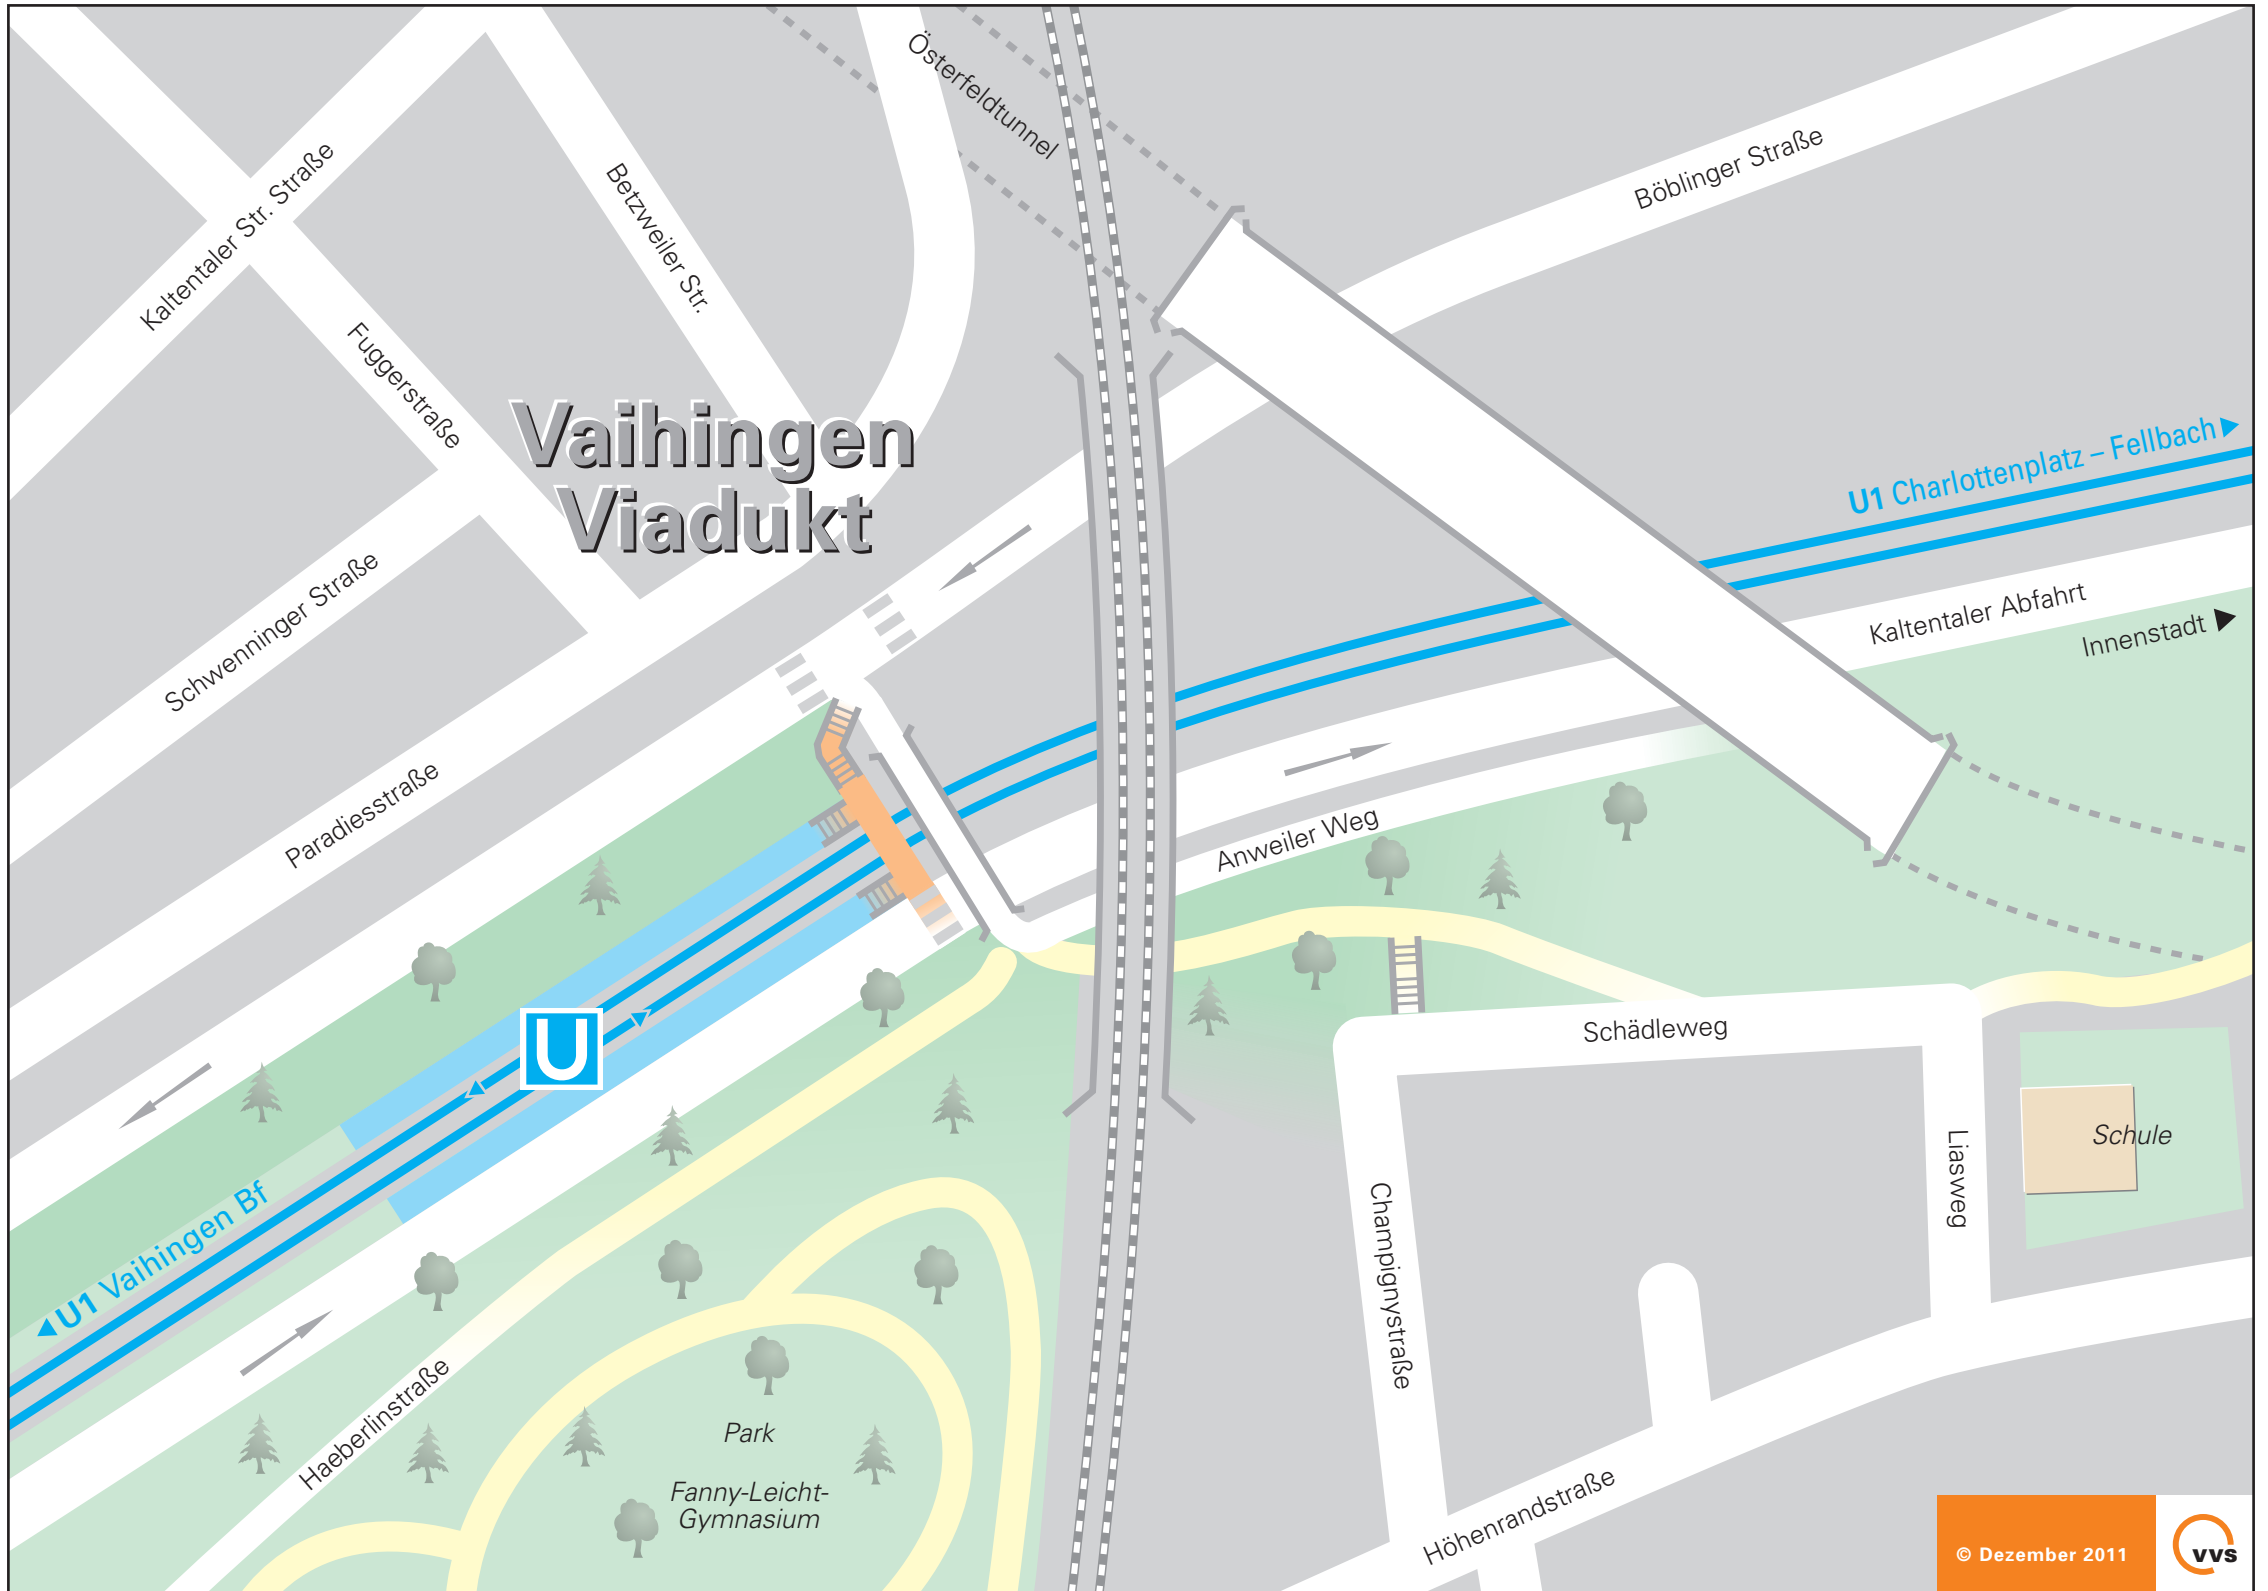 Österfeldtunnel
Böblinger Straße
Kaltentaler Str. Straße
Betzweiler Str.
Fuggerstraße
Vaihingen
Viadukt
U1 Charlottenplatz – Fellbach
Kaltentaler Abfahrt
Innenstadt
Schwenninger Straße
Paradiesstraße
Anweiler Weg
U
Schädleweg
Schule
Liasweg
U1 Vaihingen Bf
Champignystraße
Haeberlinstraße
Park
Fanny-Leicht-
Gymnasium
Höhenrandstraße
© Dezember 2011
vvs